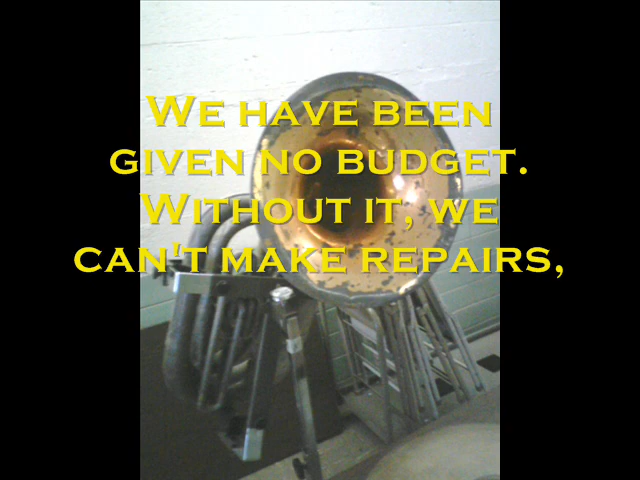 We have been
given no budget.
Without it, we
can't make repairs,